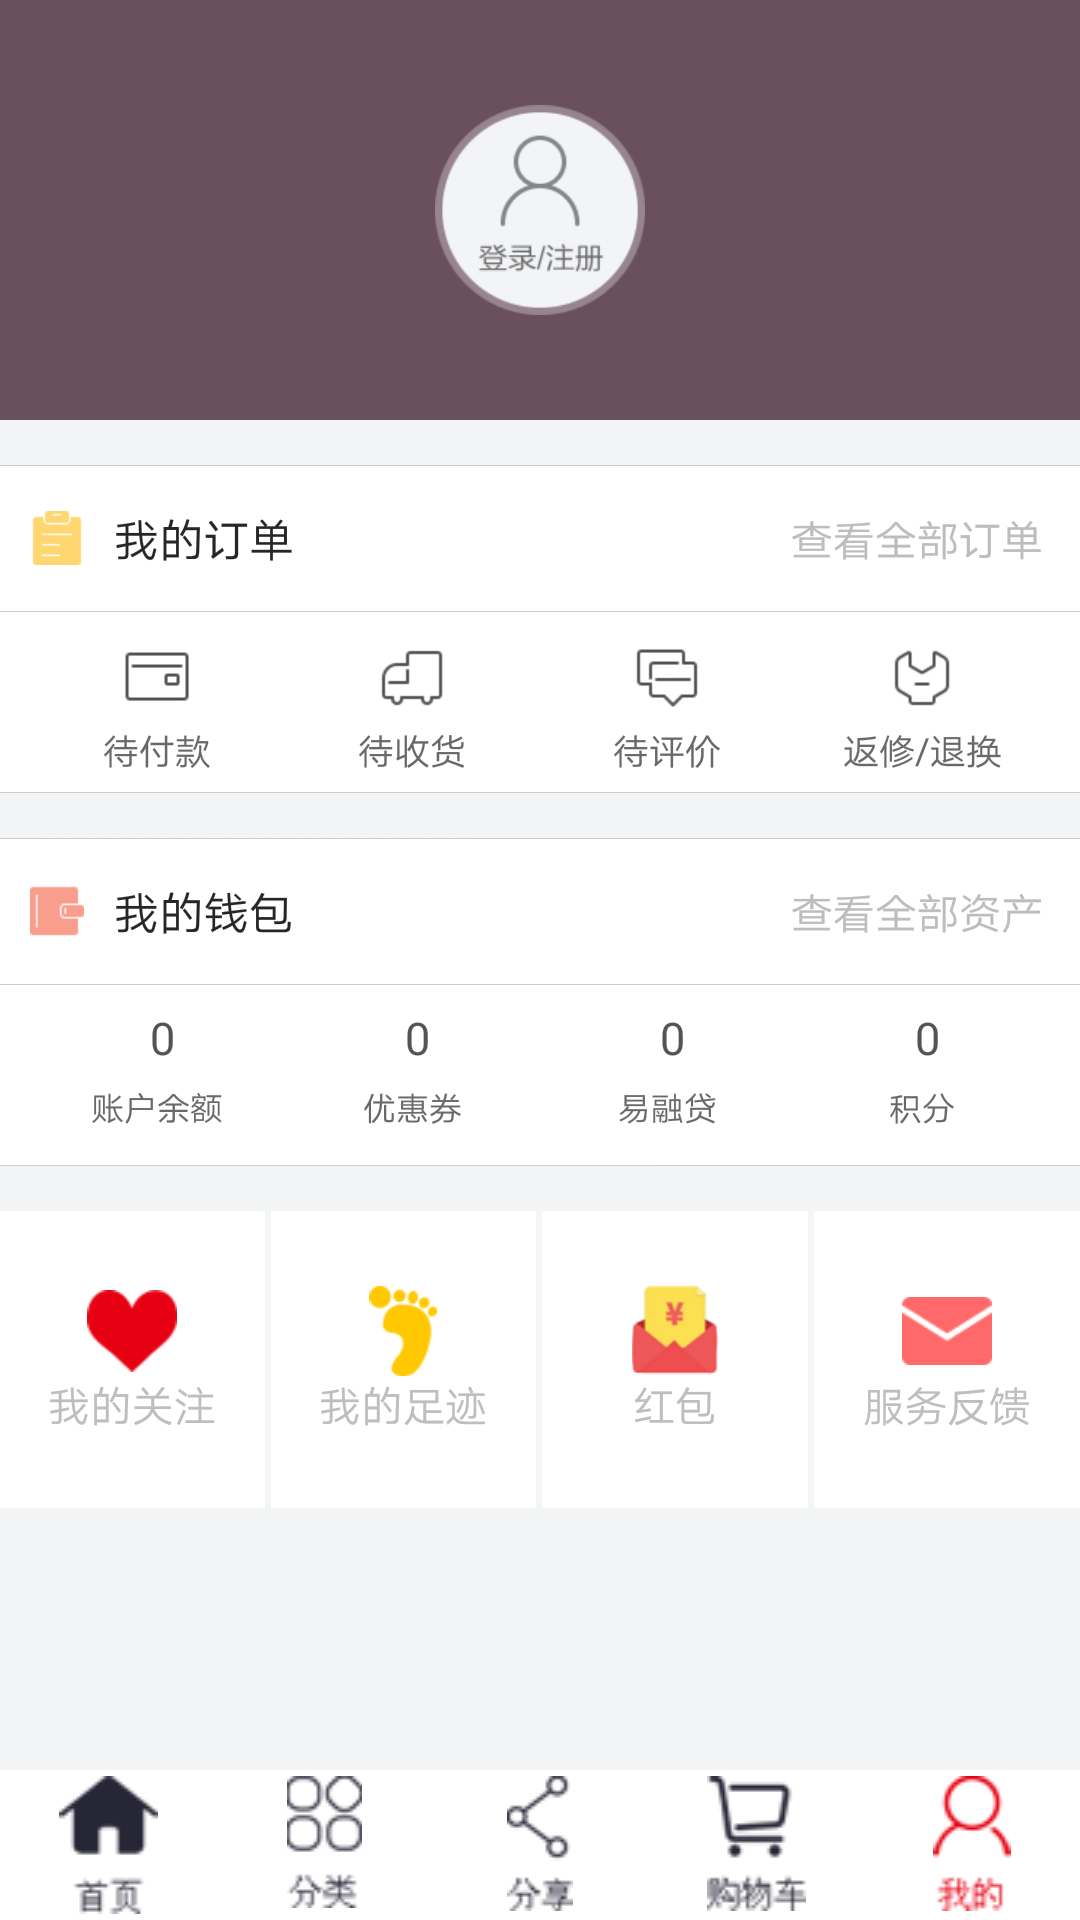 登录/注册
我的订单 查看全部订单
待付款 待收货 待评价 返修/退换
我的钱包 查看全部资产
0 0 0 0
账户余额 优惠券 易融贷 积分
¥
我的关注 我的足迹 红包 服务反馈
首页 分类 分享 购物车 我的